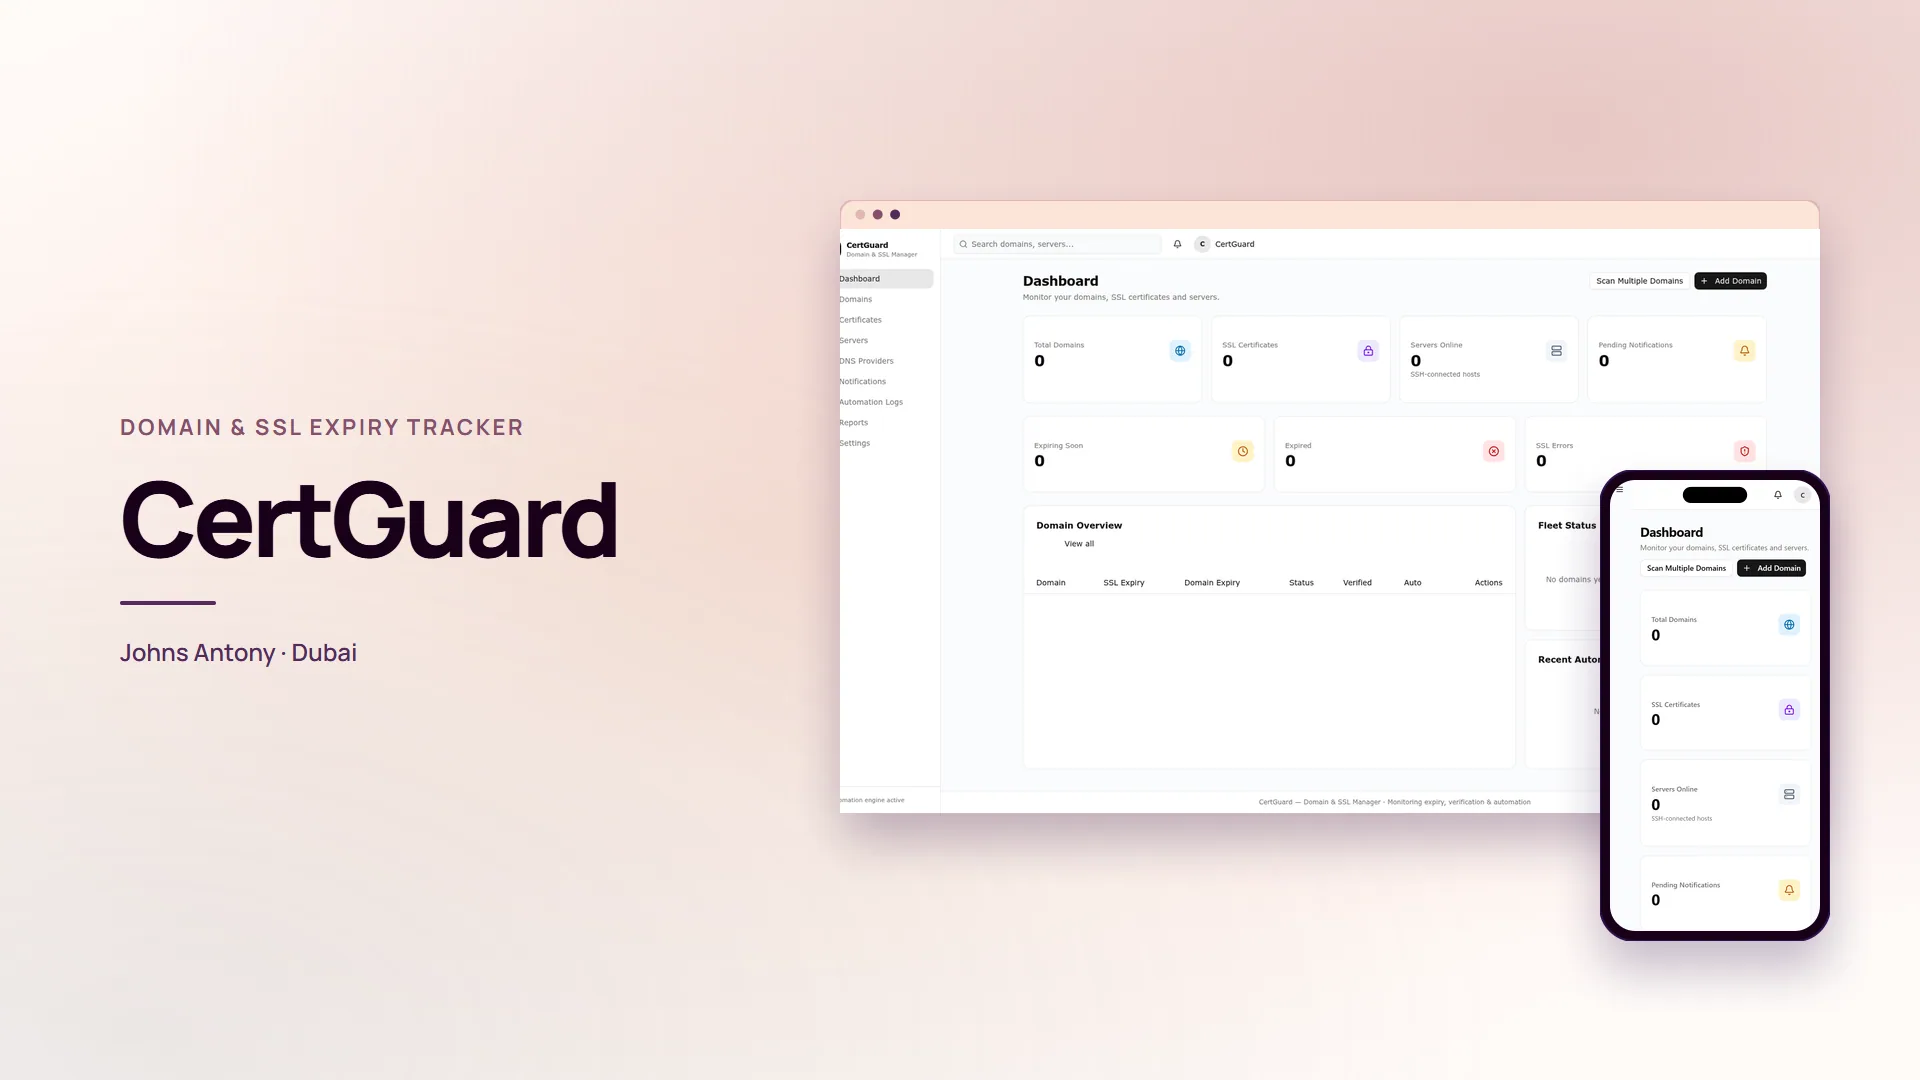 DOMAIN & SSL EXPIRY TRACKER
CertGuard
Johns Antony · Dubai
CertGuard
Domain & SSL Manager
Dashboard
Domains
Certificates
Servers
DNS Providers
Notifications
Automation Logs
Reports
Settings
mation engine active
Search domains, servers...
C CertGuard
Dashboard
Monitor your domains, SSL certificates and servers.
Scan Multiple Domains
+ Add Domain
Total Domains
0
SSL Certificates
0
Servers Online
0
SSH-connected hosts
Pending Notifications
0
Expiring Soon
0
Expired
0
SSL Errors
0
Domain Overview
View all
Domain SSL Expiry Domain Expiry Status Verified Auto Actions
Fleet Status
No domains y
Recent Autor
N
CertGuard — Domain & SSL Manager - Monitoring expiry, verification & automation
C
Dashboard
Monitor your domains, SSL certificates and servers.
Scan Multiple Domains
+ Add Domain
Total Domains
0
SSL Certificates
0
Servers Online
0
SSH-connected hosts
Pending Notifications
0